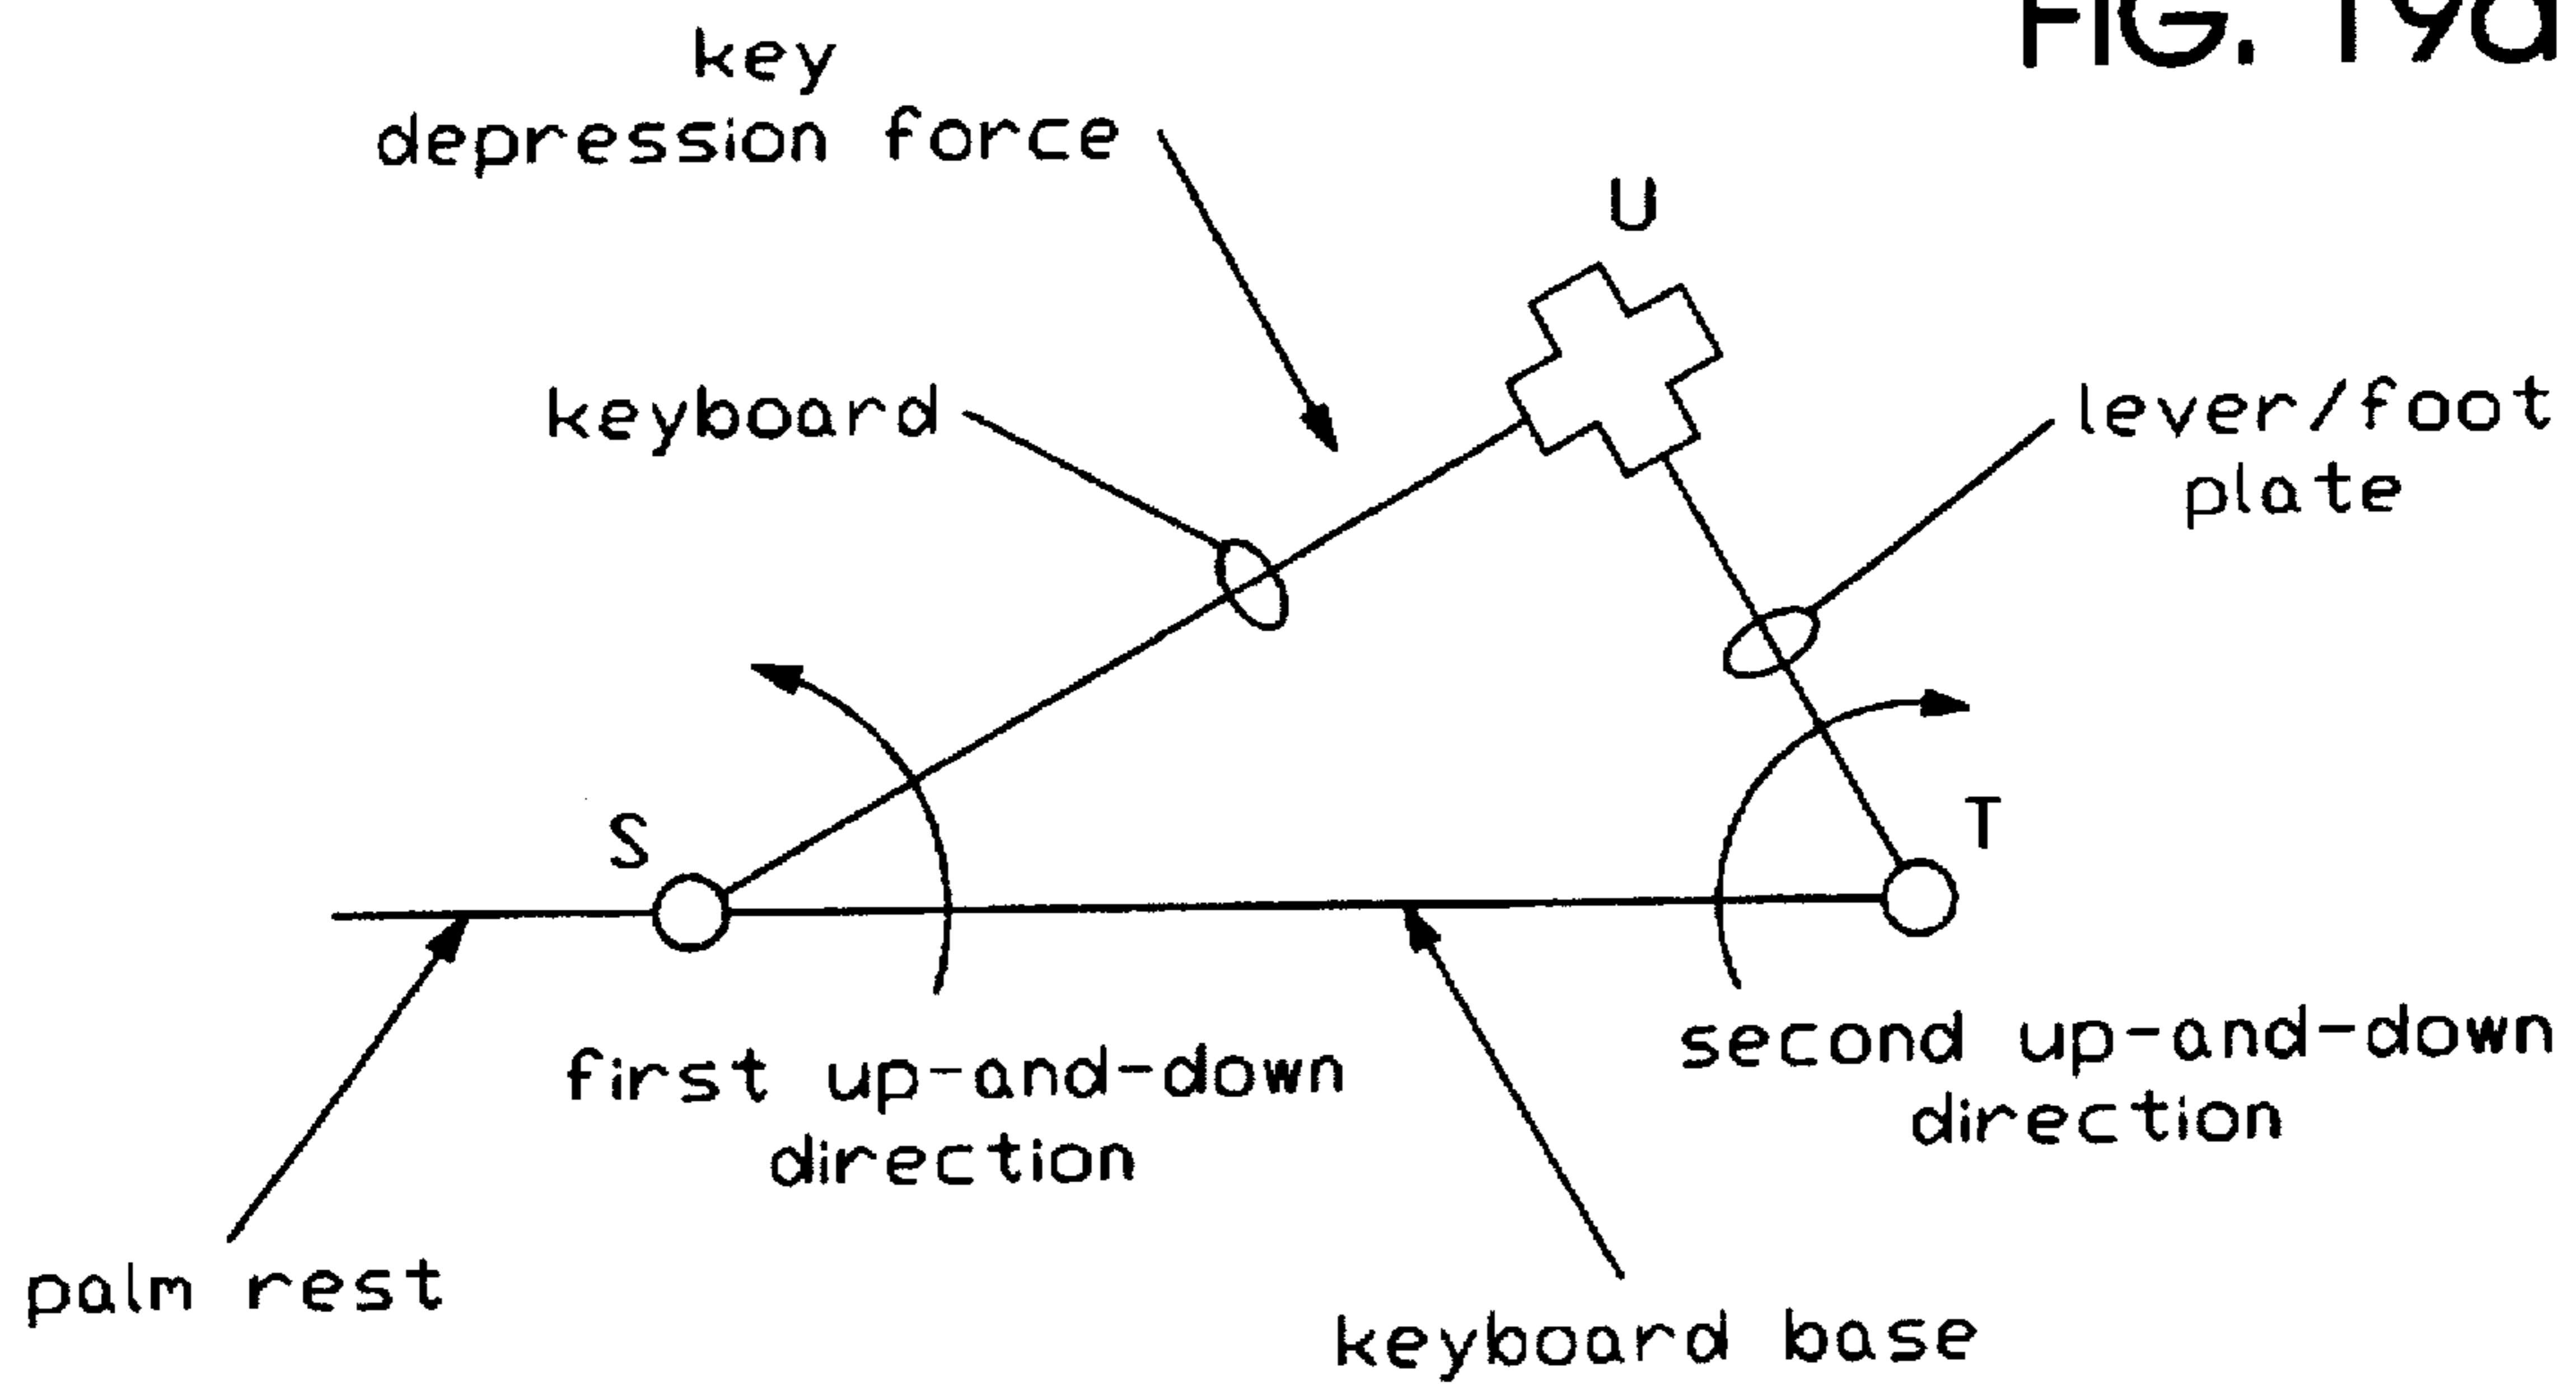 FIG. 19a
key
depression force
U
keyboard
lever/foot
plate
S
T
first up-and-down
direction
second up-and-down
direction
palm rest
keyboard base